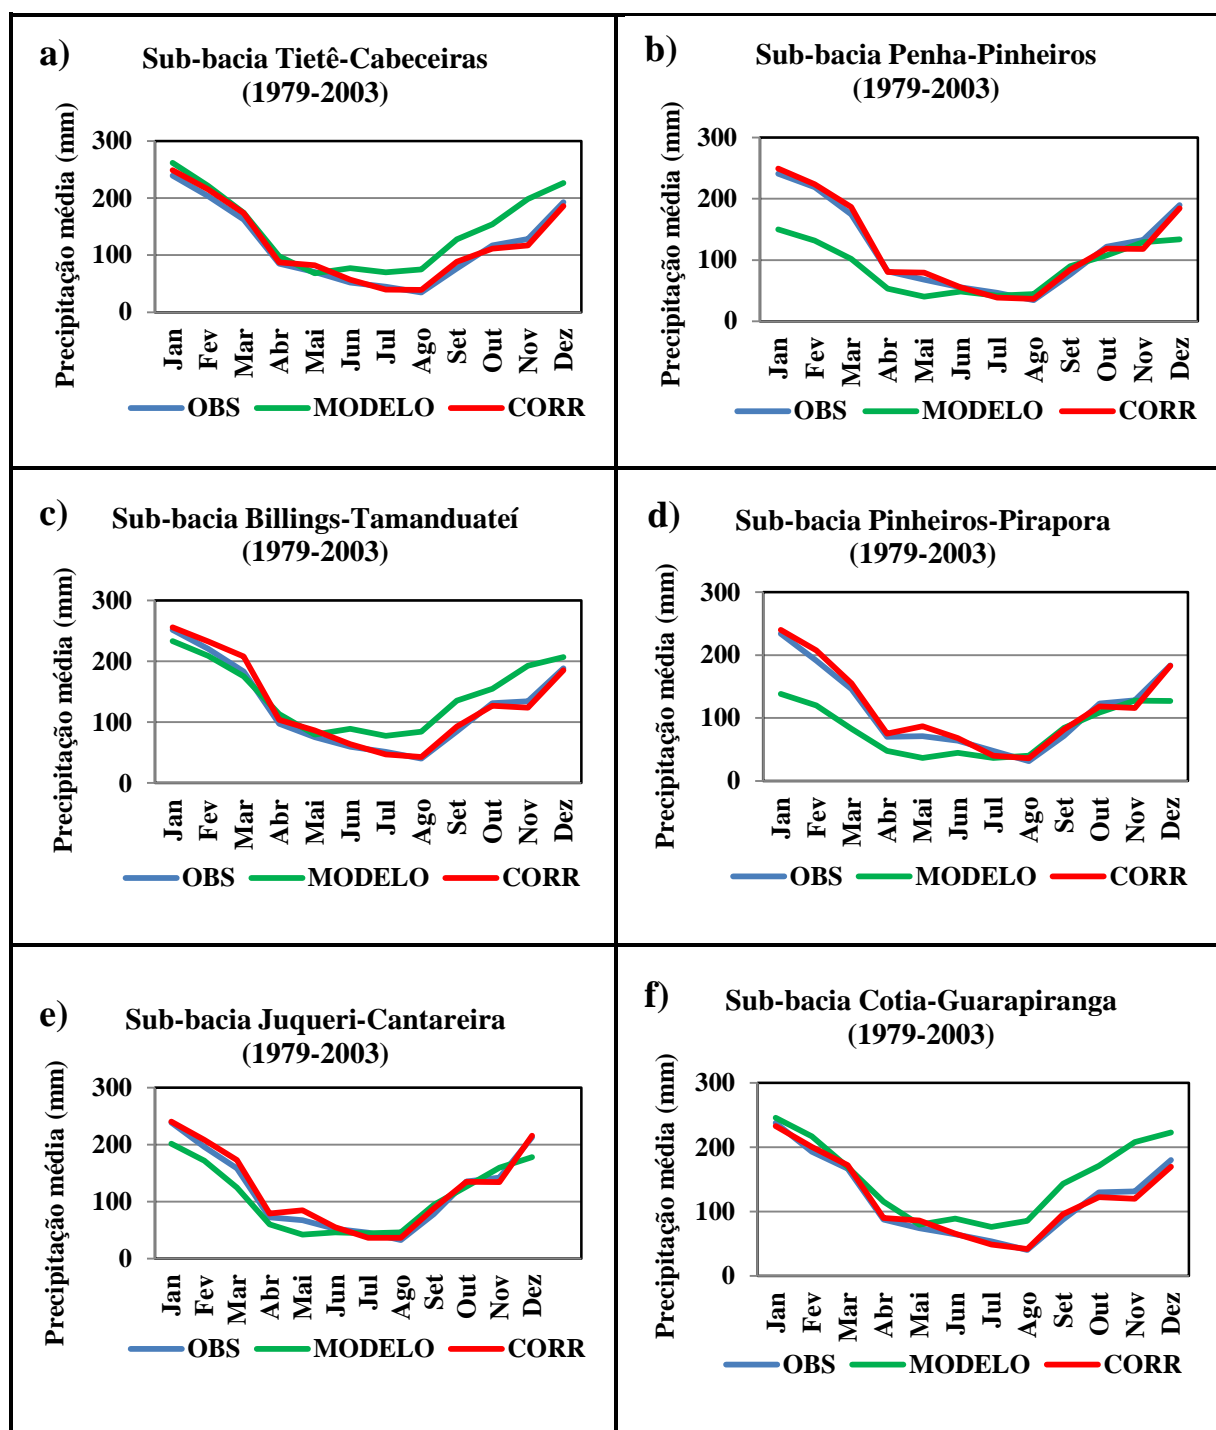 a)
Sub-bacia Tietê-Cabeceiras
(1979-2003)
Precipitação média (mm)
300
200
100
0
Jan Fev Mar Abr Mai Jun Jul Ago Set Out Nov Dez
OBS MODELO CORR
b)
Sub-bacia Penha-Pinheiros
(1979-2003)
Precipitação média (mm)
300
200
100
0
Jan Fev Mar Abr Mai Jun Jul Ago Set Out Nov Dez
OBS MODELO CORR
c)
Sub-bacia Billings-Tamanduateí
(1979-2003)
Precipitação média (mm)
300
200
100
0
Jan Fev Mar Abr Mai Jun Jul Ago Set Out Nov Dez
OBS MODELO CORR
d)
Sub-bacia Pinheiros-Pirapora
(1979-2003)
Precipitação média (mm)
300
200
100
0
Jan Fev Mar Abr Mai Jun Jul Ago Set Out Nov Dez
OBS MODELO CORR
e)
Sub-bacia Juqueri-Cantareira
(1979-2003)
Precipitação média (mm)
300
200
100
0
Jan Fev Mar Abr Mai Jun Jul Ago Set Out Nov Dez
OBS MODELO CORR
f)
Sub-bacia Cotia-Guarapiranga
(1979-2003)
Precipitação média (mm)
300
200
100
0
Jan Fev Mar Abr Mai Jun Jul Ago Set Out Nov Dez
OBS MODELO CORR